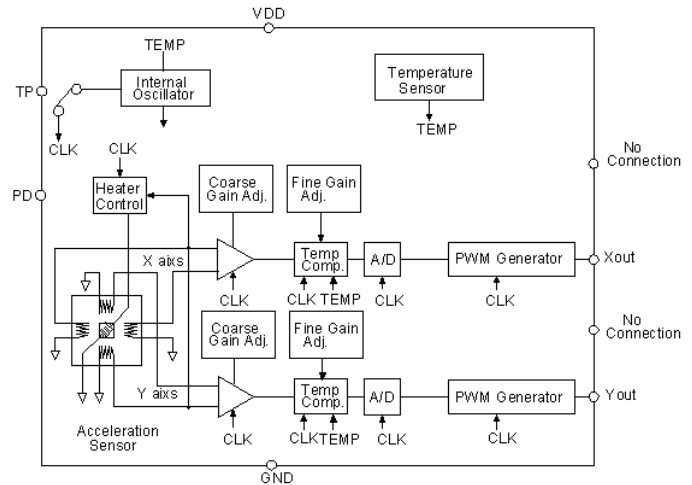 VDD
TEMP
TP
Internal
Oscillator
CLK
Temperature
Sensor
TEMP
No
Connection
CLK
PD
Heater
Control
Coarse
Gain Adj.
Fine Gain
Adj.
X aixs
Temp
Comp.
A/D
PWM Generator
Xout
CLK
CLK
TEMP
CLK
CLK
No
Connection
Coarse
Gain Adj.
Fine Gain
Adj.
Y aixs
Temp
Comp.
A/D
PWM Generator
Yout
CLK
CLK
TEMP
CLK
CLK
Acceleration
Sensor
GND